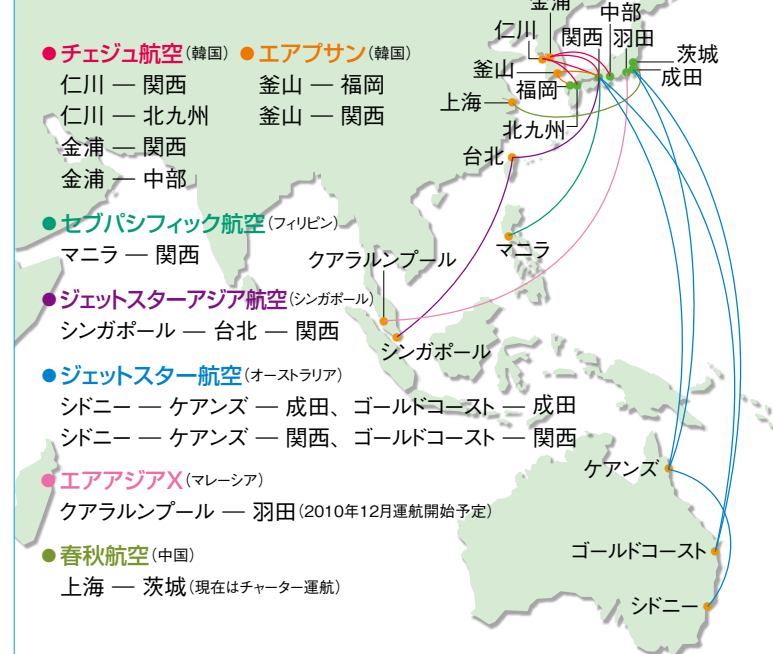 ● チェジュ航空(韓国)
仁川 ― 関西
仁川 ― 北九州
金浦 ― 関西
金浦 ― 中部
● エアプサン(韓国)
釜山 ― 福岡
釜山 ― 関西
● セブパシフィック航空(フィリピン)
マニラ ― 関西
● ジェットスターアジア航空(シンガポール)
シンガポール ― 台北 ― 関西
● ジェットスター航空(オーストラリア)
シドニー ― ケアンズ ― 成田、ゴールドコースト ― 成田
シドニー ― ケアンズ ― 関西、ゴールドコースト ― 関西
● エアアジアX(マレーシア)
クアラルンプール ― 羽田(2010年12月運航開始予定)
● 春秋航空(中国)
上海 ― 茨城(現在はチャーター運航)
金浦
中部
仁川
関西
羽田
茨城
釜山
成田
福岡
上海
北九州
台北
マニラ
クアラルンプール
シンガポール
ケアンズ
ゴールドコースト
シドニー